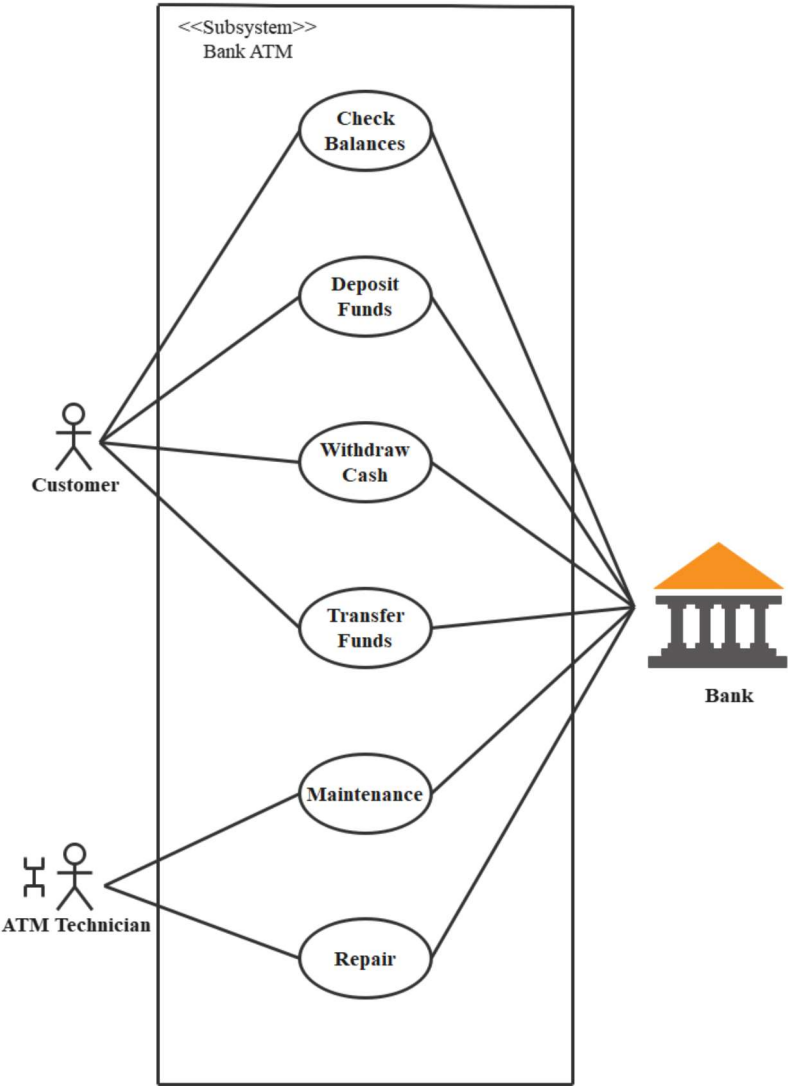 <<Subsystem>>
Bank ATM
Check
Balances
Deposit
Funds
Withdraw
Cash
Customer
Transfer
Funds
Bank
Maintenance
ATM Technician
Repair